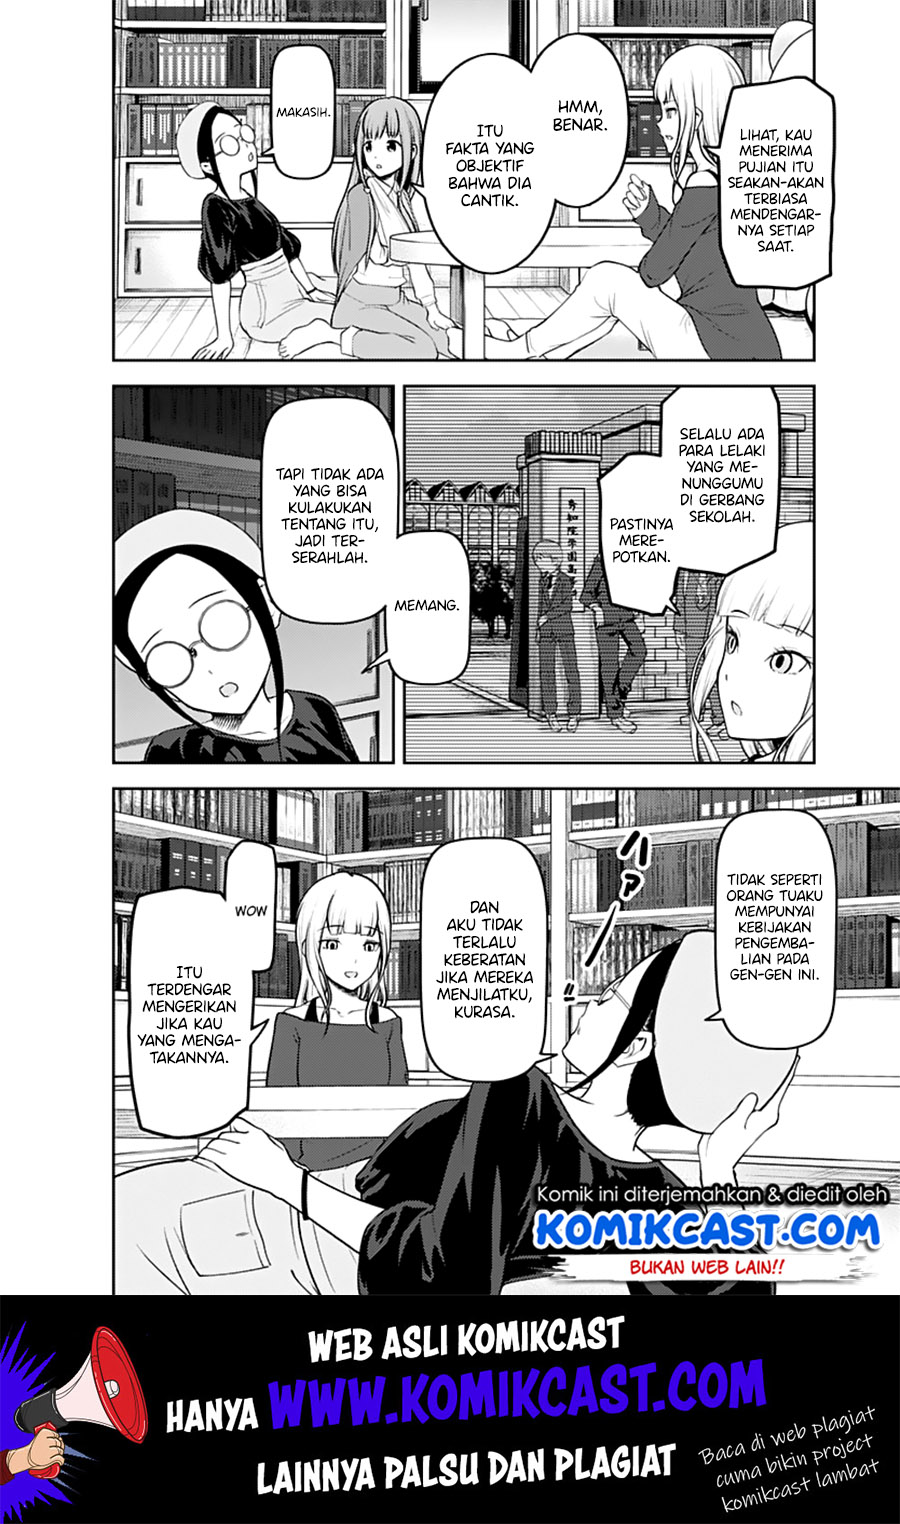 LIHAT, KAU
MENERIMA
PUJIAN ITU
SEAKAN-AKAN
TERBIASA
MENDENGAR-
NYA SETIAP
SAAT.
HMM,
BENAR.
ITU
FAKTA YANG
OBJEKTIF
BAHWA DIA
CANTIK.
MAKASIH.
SELALU ADA
PARA LELAKI
YANG ME-
NUNGGUMU
DI GERBANG
SEKOLAH.
PASTINYA
MERE-
POTKAN.
MEMANG.
TAPI TIDAK ADA
YANG BISA
KULAKUKAN
TENTANG ITU,
JADI TER-
SERAHLAH.
TIDAK SEPERTI
ORANG TUAKU
MEMPUNYAI
KEBIJAKAN
PENGEMBA-
LIAN PADA
GEN-GEN INI.
ハァー
DAN
AKU TIDAK
TERLALU
KEBERATAN
JIKA MEREKA
MENJILATKU,
KURASA.
WOW
ITU
TERDENGAR
MENGERIKAN
JIKA KAU
YANG MENGA-
TAKANNYA.
Komik ini diterjemahkan & diedit oleh
KOMIKCAST.COM
BUKAN WEB LAIN!!
WEB ASLI KOMIKCAST
HANYA WWW.KOMIKCAST.COM
LAINNYA PALSU DAN PLAGIAT
Baca di web plagiat
cuma bikin project
komikcast lambat